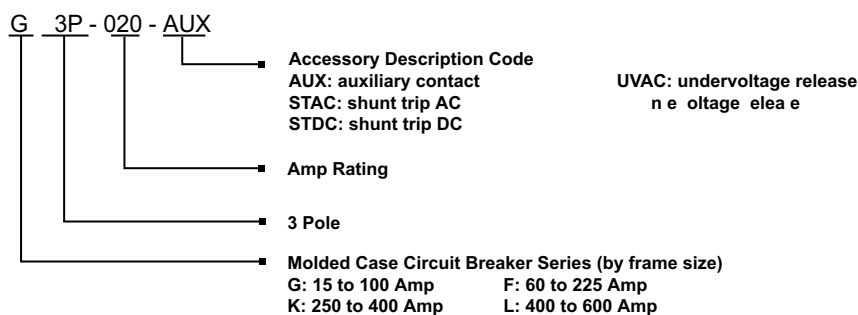 G 3P - 020 - AUX
Accessory Description Code
AUX: auxiliary contact UVAC: undervoltage release
STAC: shunt trip AC n e oltage elea e
STDC: shunt trip DC
Amp Rating
3 Pole
Molded Case Circuit Breaker Series (by frame size)
G: 15 to 100 Amp F: 60 to 225 Amp
K: 250 to 400 Amp L: 400 to 600 Amp